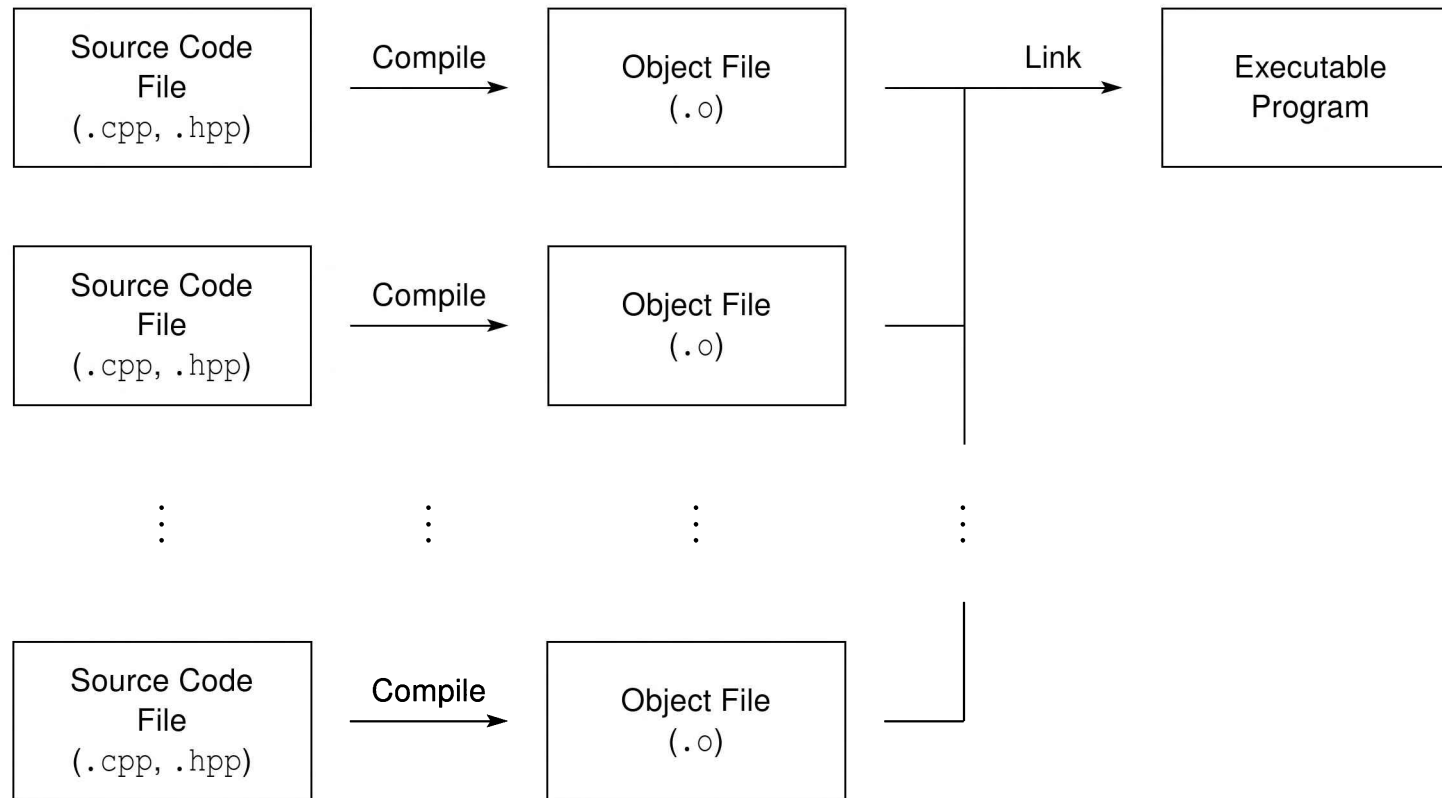 Source Code
File
(.cpp, .hpp)
Compile
Object File
(.o)
Link
Executable
Program
Source Code
File
(.cpp, .hpp)
Compile
Object File
(.o)
Source Code
File
(.cpp, .hpp)
Compile
Object File
(.o)